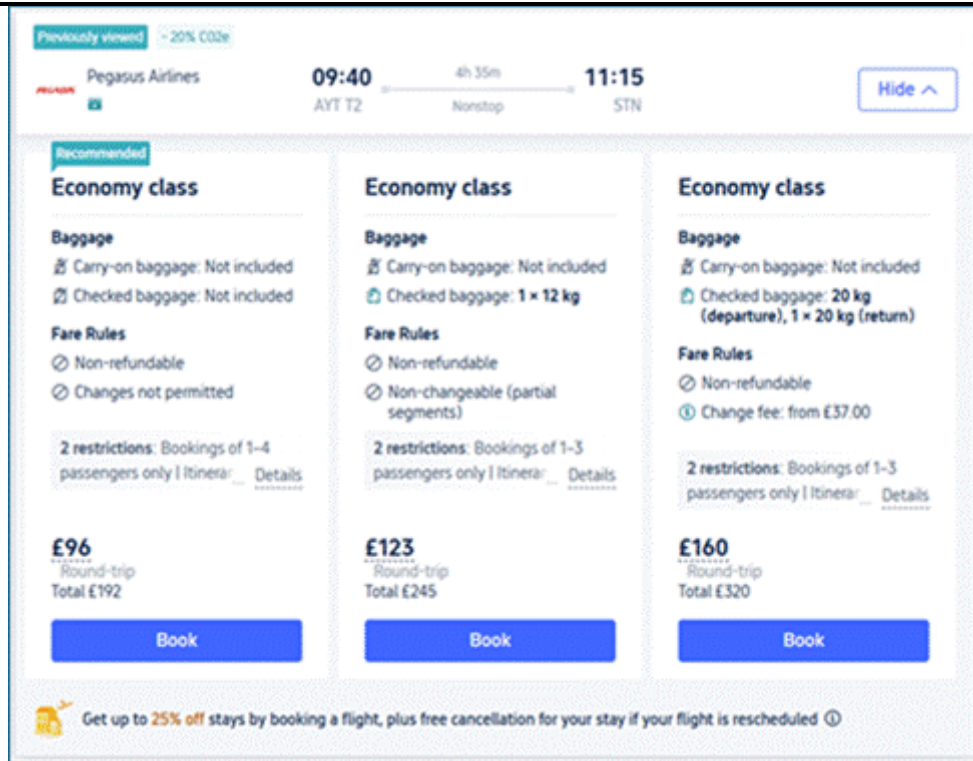 Previously viewed - 20% CO2e
Pegasus Airlines
09:40 4h 35m 11:15
AYT T2 Nonstop STN
Hide
Recommended
Economy class
Baggage
Carry-on baggage: Not included
Checked baggage: Not included
Fare Rules
Non-refundable
Changes not permitted
2 restrictions: Bookings of 1-4
passengers only | Itinerar... Details
£96
Round-trip
Total £192
Book
Economy class
Baggage
Carry-on baggage: Not included
Checked baggage: 1 × 12 kg
Fare Rules
Non-refundable
Non-changeable (partial
segments)
2 restrictions: Bookings of 1-3
passengers only | Itinerar... Details
£123
Round-trip
Total £245
Book
Economy class
Baggage
Carry-on baggage: Not included
Checked baggage: 20 kg
(departure), 1 × 20 kg (return)
Fare Rules
Non-refundable
Change fee: from £37.00
2 restrictions: Bookings of 1-3
passengers only | Itinerar... Details
£160
Round-trip
Total £320
Book
Get up to 25% off stays by booking a flight, plus free cancellation for your stay if your flight is rescheduled